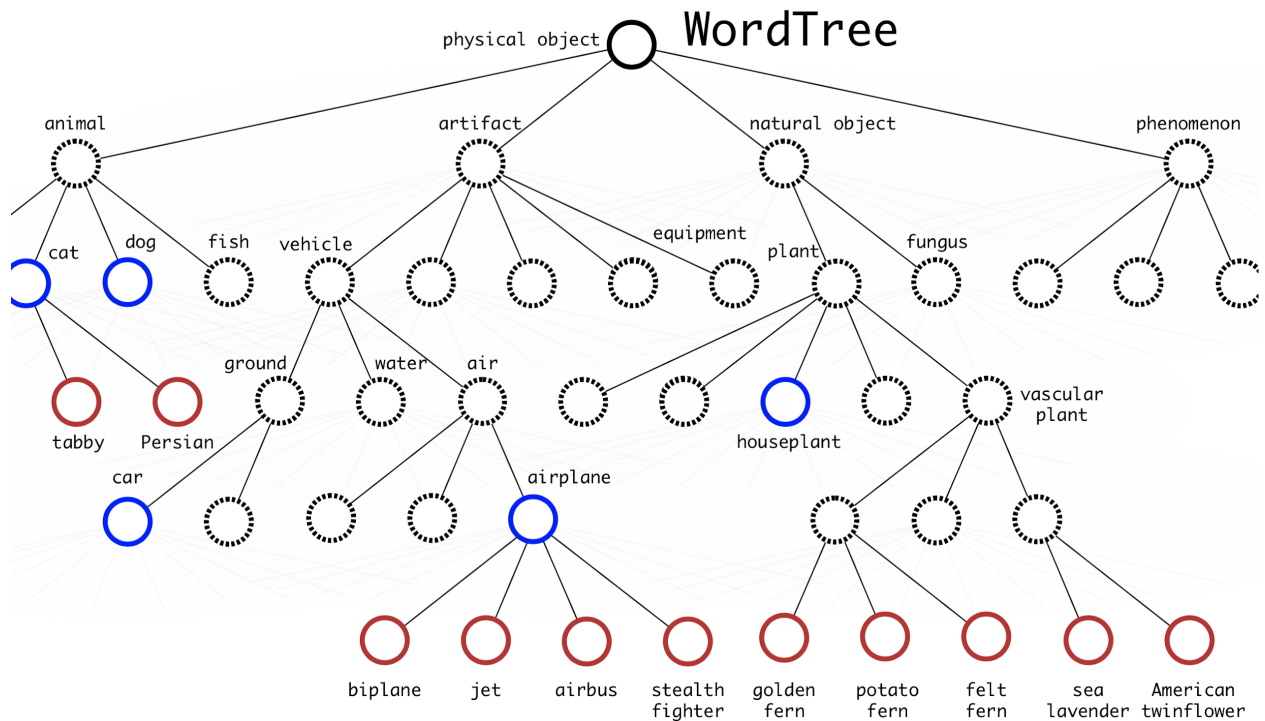 WordTree
physical object
animal
artifact
natural object
phenomenon
cat
dog
fish
vehicle
equipment
plant
fungus
ground
water
air
vascular
plant
tabby
Persian
houseplant
car
airplane
biplane
jet
airbus
stealth
fighter
golden
fern
potato
fern
felt
fern
sea
lavender
American
twinflower